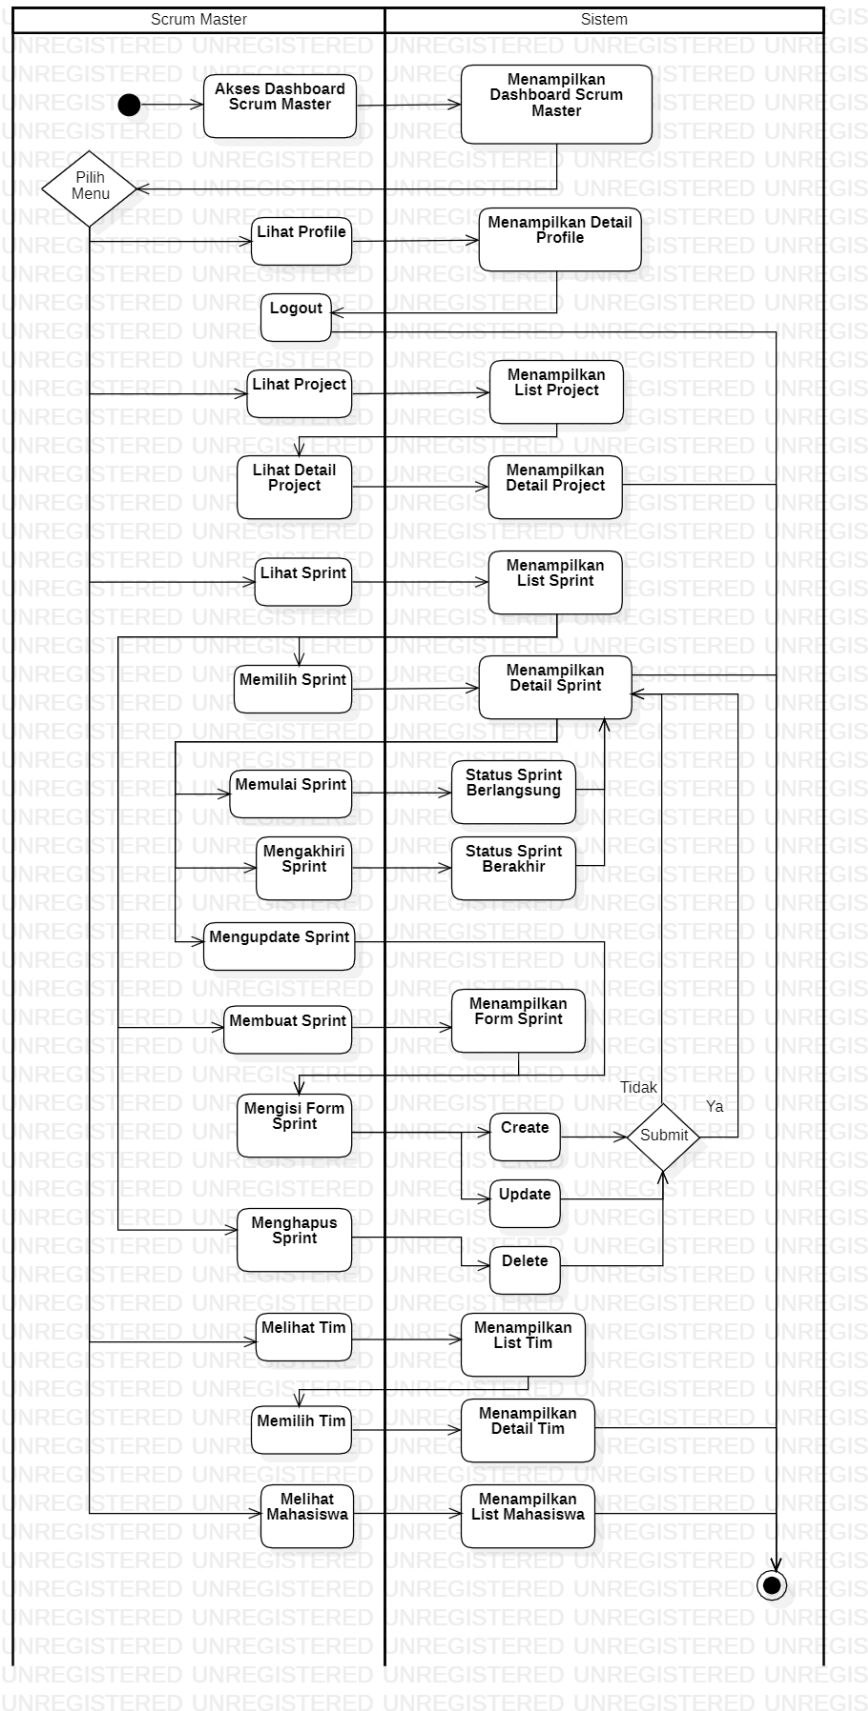 Scrum Master
Sistem
Akses Dashboard
Scrum Master
Menampilkan
Dashboard Scrum
Master
Pilih
Menu
Lihat Profile
Menampilkan Detail
Profile
Logout
Lihat Project
Menampilkan
List Project
Lihat Detail
Project
Menampilkan
Detail Project
Lihat Sprint
Menampilkan
List Sprint
Memilih Sprint
Menampilkan
Detail Sprint
Memulai Sprint
Status Sprint
Berlangsung
Mengakhiri
Sprint
Status Sprint
Berakhir
Mengupdate Sprint
Membuat Sprint
Menampilkan
Form Sprint
Tidak
Ya
Mengisi Form
Sprint
Create
Submit
Update
Menghapus
Sprint
Delete
Melihat Tim
Menampilkan
List Tim
Memilih Tim
Menampilkan
Detail Tim
Melihat
Mahasiswa
Menampilkan
List Mahasiswa
UNREGISTERED UNREGISTERED UNREGISTERED UNREGISTERED